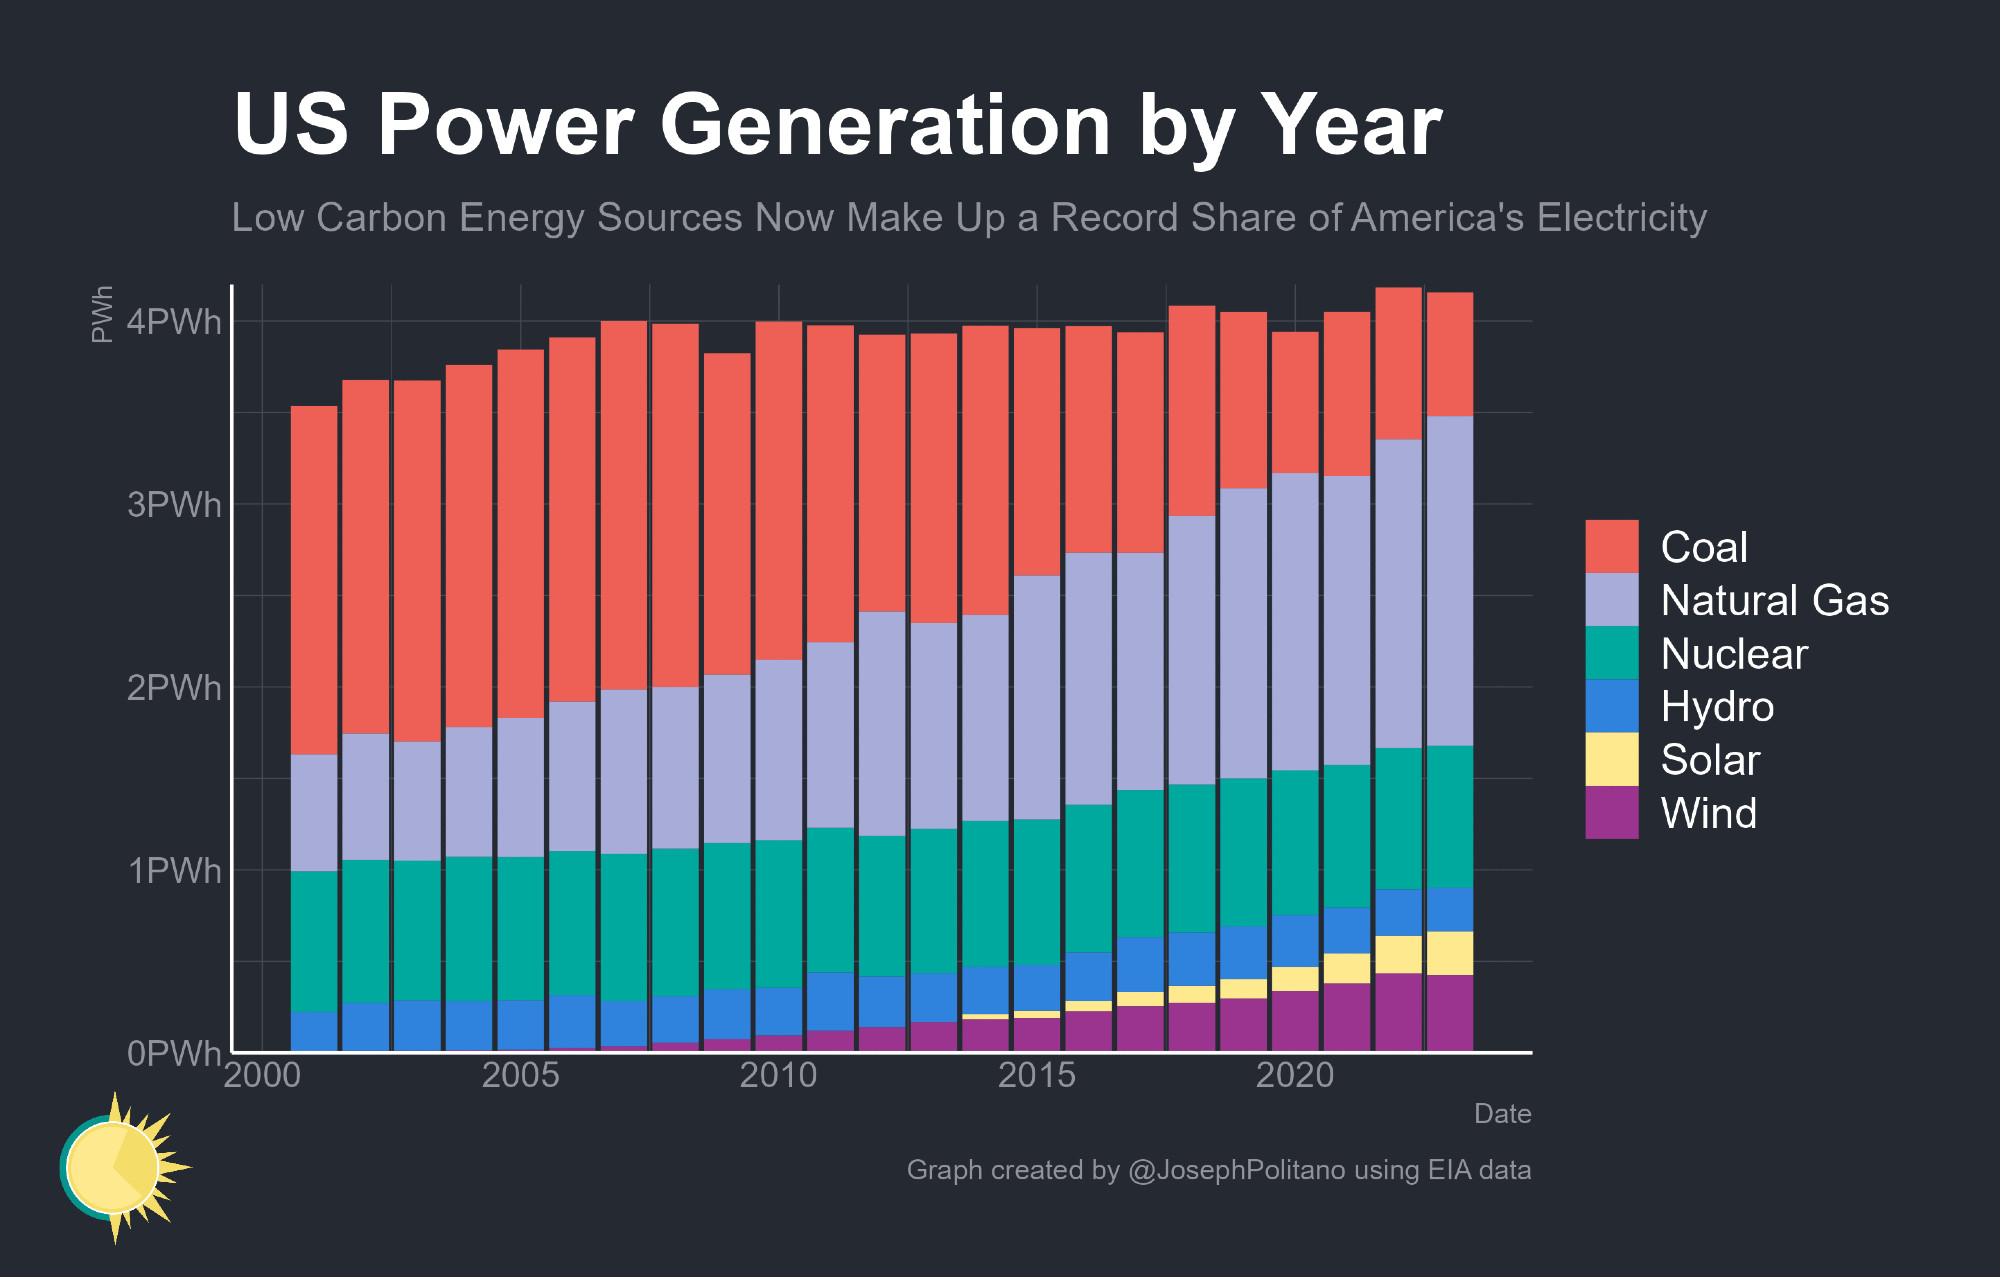 US Power Generation by Year
Low Carbon Energy Sources Now Make Up a Record Share of America's Electricity
PWh
4PWh
3PWh
2PWh
1PWh
0PWh
2000 2005 2010 2015 2020
Date
Coal
Natural Gas
Nuclear
Hydro
Solar
Wind
Graph created by @JosephPolitano using EIA data